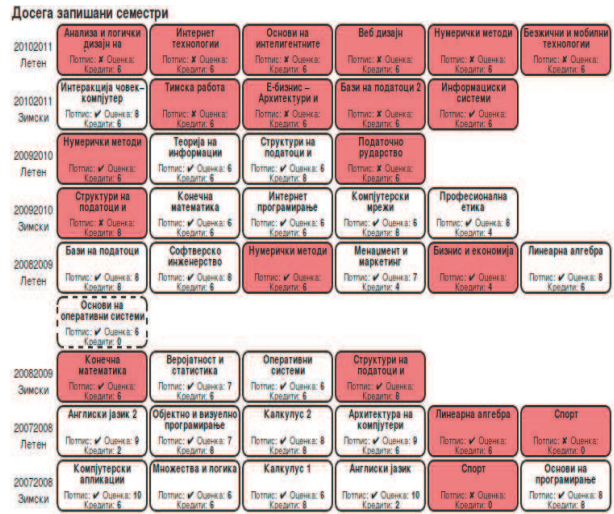 Досега запишани семестри
20102011
Летен
Анализа и логички
дизајн на
Потпис: ✘ Оценка:
Кредити: 6
Интернет
технологии
Потпис: ✘ Оценка:
Кредити: 6
Основи на
интелигентните
Потпис: ✘ Оценка:
Кредити: 6
Веб дизајн
Потпис: ✘ Оценка:
Кредити: 6
Нумерички методи
Потпис: ✘ Оценка:
Кредити: 6
Безжични и мобилни
технологии
Потпис: ✘ Оценка:
Кредити: 6
20102011
Зимски
Интеракција човек–
компјутер
Потпис: ✔ Оценка: 8
Кредити: 6
Тимска работа
Потпис: ✘ Оценка:
Кредити: 6
Е-бизнис –
Архитектури и
Потпис: ✘ Оценка:
Кредити: 6
Бази на податоци 2
Потпис: ✘ Оценка:
Кредити: 6
Информациски
системи
Потпис: ✔ Оценка:
Кредити: 6
20092010
Летен
Нумерички методи
Потпис: ✔ Оценка:
Кредити: 6
Теорија на
информации
Потпис: ✔ Оценка: 6
Кредити: 6
Структури на
податоци и
Потпис: ✔ Оценка: 6
Кредити: 8
Податочно
рударство
Потпис: ✘ Оценка:
Кредити: 6
20092010
Зимски
Структури на
податоци и
Потпис: ✘ Оценка:
Кредити: 8
Конечна
математика
Потпис: ✔ Оценка: 6
Кредити: 6
Интернет
програмирање
Потпис: ✔ Оценка: 6
Кредити: 6
Компјутерски
мрежи
Потпис: ✔ Оценка: 6
Кредити: 8
Професионална
етика
Потпис: ✔ Оценка: 8
Кредити: 4
20082009
Летен
Бази на податоци
Потпис: ✔ Оценка: 8
Кредити: 8
Софтверско
инженерство
Потпис: ✔ Оценка: 8
Кредити: 6
Нумерички методи
Потпис: ✔ Оценка:
Кредити: 6
Менаџмент и
маркетинг
Потпис: ✔ Оценка: 7
Кредити: 4
Бизнис и економија
Потпис: ✔ Оценка:
Кредити: 4
Линеарна алгебра
Потпис: ✔ Оценка: 8
Кредити: 6
Основи на
оперативни системи
Потпис: ✔ Оценка: 6
Кредити: 0
20082009
Зимски
Конечна
математика
Потпис: ✔ Оценка:
Кредити: 6
Веројатност и
статистика
Потпис: ✔ Оценка: 7
Кредити: 6
Оперативни
системи
Потпис: ✔ Оценка: 6
Кредити: 6
Структури на
податоци и
Потпис: ✔ Оценка:
Кредити: 8
20072008
Летен
Англиски јазик 2
Потпис: ✔ Оценка: 9
Кредити: 2
Објектно и визуелно
програмирање
Потпис: ✔ Оценка: 7
Кредити: 8
Калкулус 2
Потпис: ✔ Оценка: 8
Кредити: 8
Архитектура на
компјутери
Потпис: ✔ Оценка: 9
Кредити: 6
Линеарна алгебра
Потпис: ✔ Оценка:
Кредити: 6
Спорт
Потпис: ✘ Оценка:
Кредити: 0
20072008
Зимски
Компјутерски
апликации
Потпис: ✔ Оценка: 10
Кредити: 6
Множества и логика
Потпис: ✔ Оценка: 6
Кредити: 6
Калкулус 1
Потпис: ✔ Оценка: 6
Кредити: 8
Англиски јазик
Потпис: ✔ Оценка: 10
Кредити: 2
Спорт
Потпис: ✘ Оценка:
Кредити: 0
Основи на
програмирање
Потпис: ✔ Оценка: 8
Кредити: 8